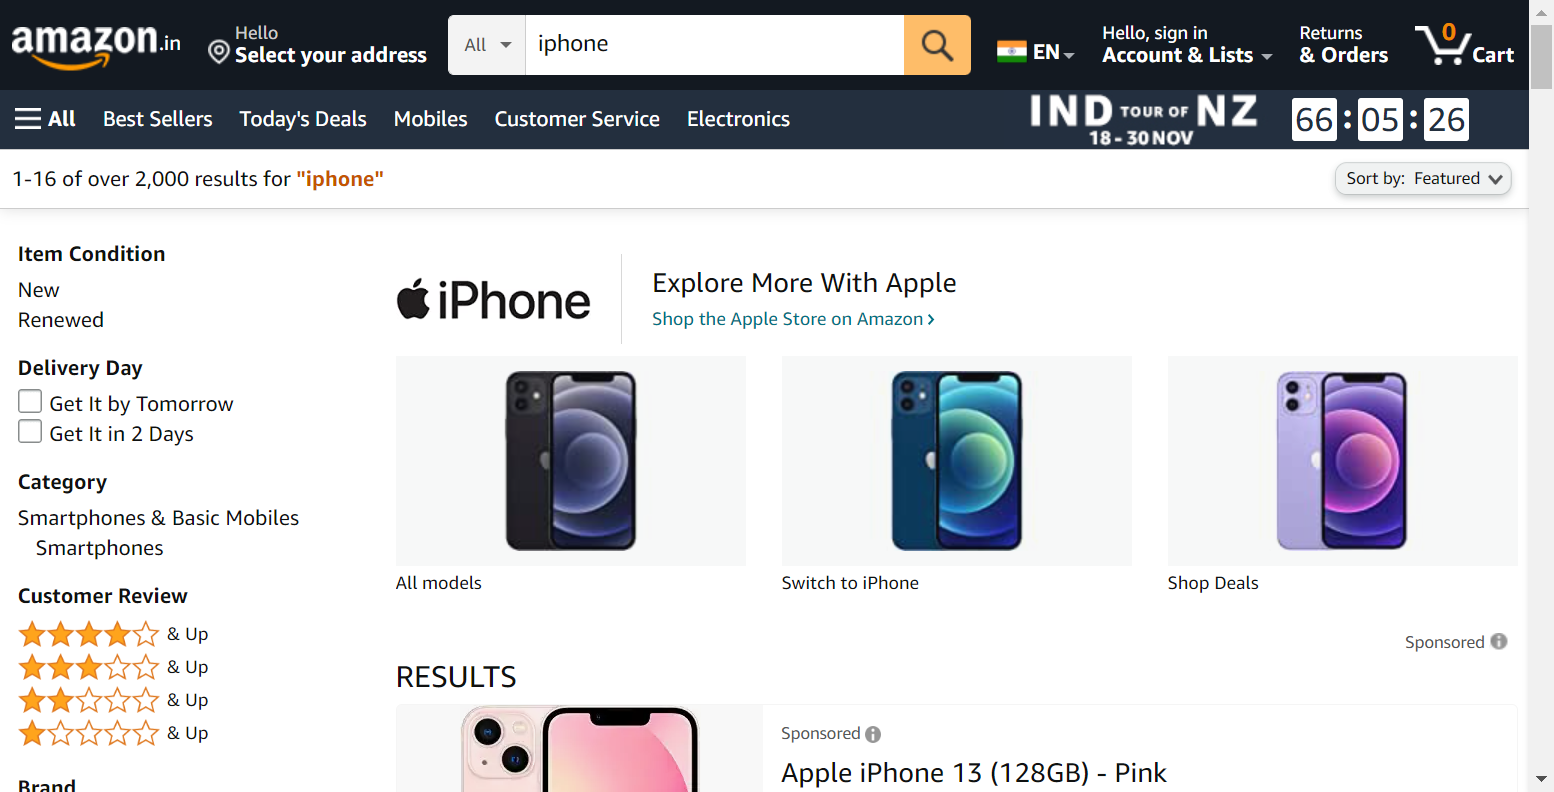 amazon.in
Hello
Select your address
All
iphone
EN
Hello, sign in
Account & Lists
Returns
& Orders
0
Cart
All
Best Sellers
Today's Deals
Mobiles
Customer Service
Electronics
IND TOUR OF NZ
18 - 30 NOV
66 : 05 : 26
1-16 of over 2,000 results for "iphone"
Sort by: Featured
Item Condition
New
Renewed
Delivery Day
Get It by Tomorrow
Get It in 2 Days
Category
Smartphones & Basic Mobiles
Smartphones
Customer Review
& Up
& Up
& Up
& Up
Brand
iPhone
Explore More With Apple
Shop the Apple Store on Amazon ›
All models
Switch to iPhone
Shop Deals
Sponsored
RESULTS
Sponsored
Apple iPhone 13 (128GB) - Pink